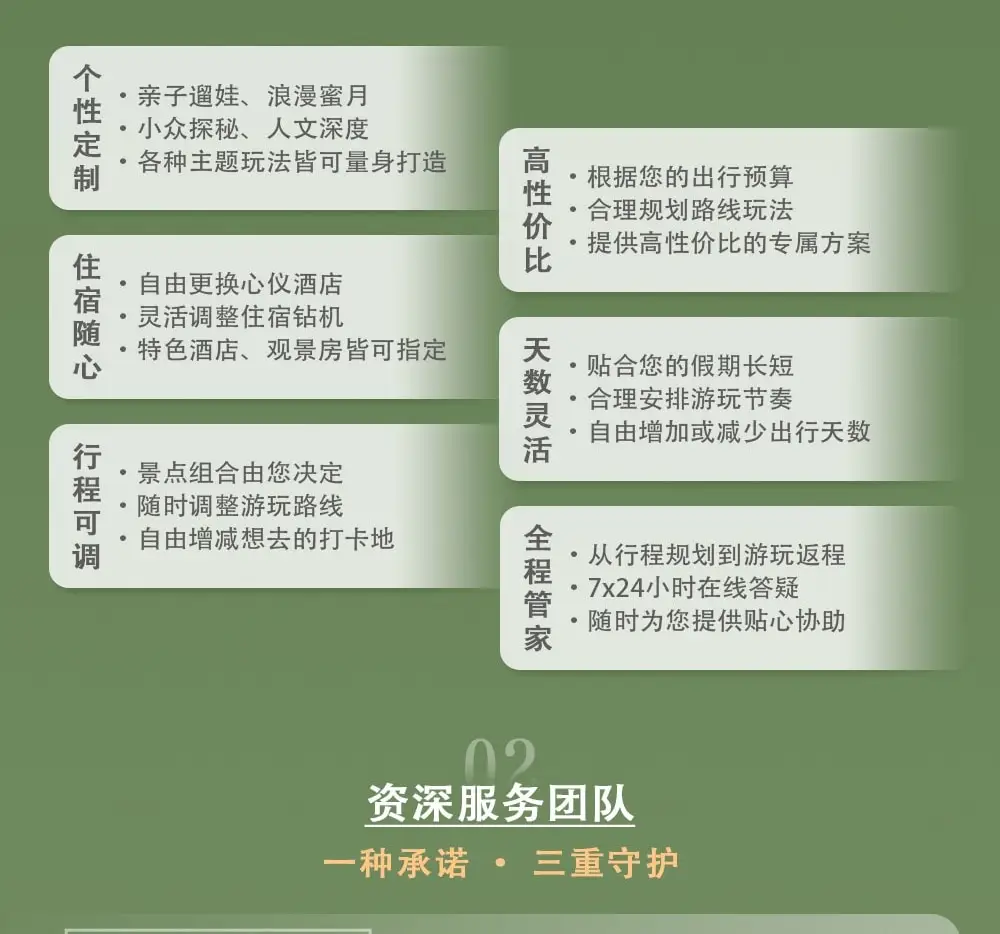 个性定制
• 亲子遛娃、浪漫蜜月
• 小众探秘、人文深度
• 各种主题玩法皆可量身打造
高性价比
• 根据您的出行预算
• 合理规划路线玩法
• 提供高性价比的专属方案
住宿随心
• 自由更换心仪酒店
• 灵活调整住宿钻机
• 特色酒店、观景房皆可指定
天数灵活
• 贴合您的假期长短
• 合理安排游玩节奏
• 自由增加或减少出行天数
行程可调
• 景点组合由您决定
• 随时调整游玩路线
• 自由增减想去的打卡地
全程管家
• 从行程规划到游玩返程
• 7x24小时在线答疑
• 随时为您提供贴心协助
02
资深服务团队
一种承诺 • 三重守护